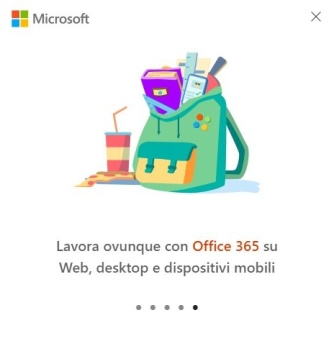 Microsoft
Lavora ovunque con Office 365 su
Web, desktop e dispositivi mobili